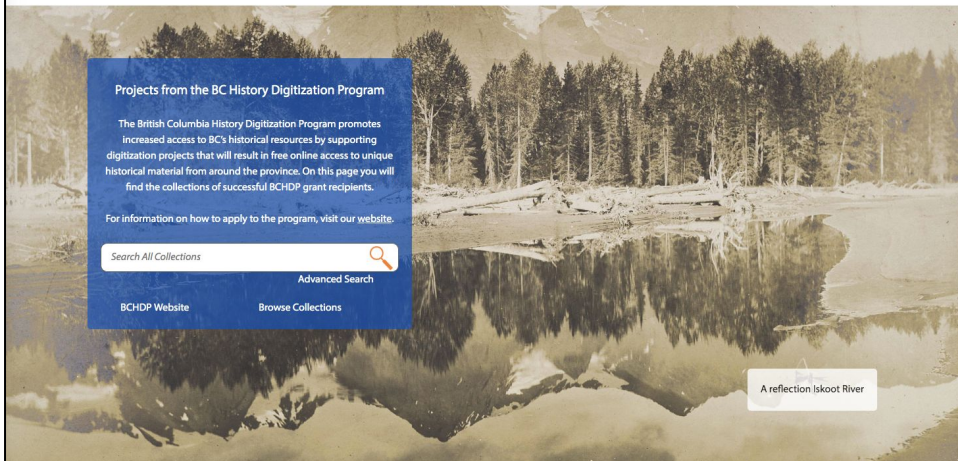 Projects from the BC History Digitization Program
The British Columbia History Digitization Program promotes
increased access to BC's historical resources by supporting
digitization projects that will result in free online access to unique
historical material from around the province. On this page you will
find the collections of successful BCHDP grant recipients.
For information on how to apply to the program, visit our website.
Search All Collections
Advanced Search
BCHDP Website
Browse Collections
A reflection Iskoot River